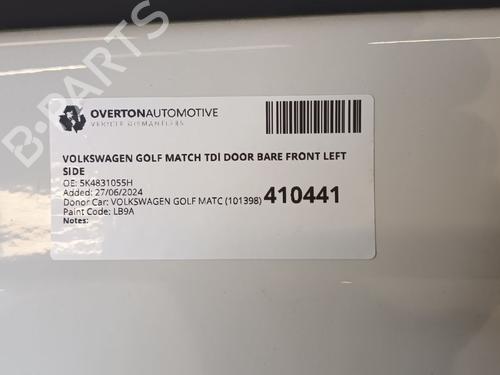 B-PARTS
OVERTONAUTOMOTIVE
VEHICLE DISMANTLERS
VOLKSWAGEN GOLF MATCH TDI DOOR BARE FRONT LEFT
SIDE
OE: 5K4831055H
Added: 27/06/2024
Donor Car: VOLKSWAGEN GOLF MATC (101398) 410441
Paint Code: LB9A
Notes: